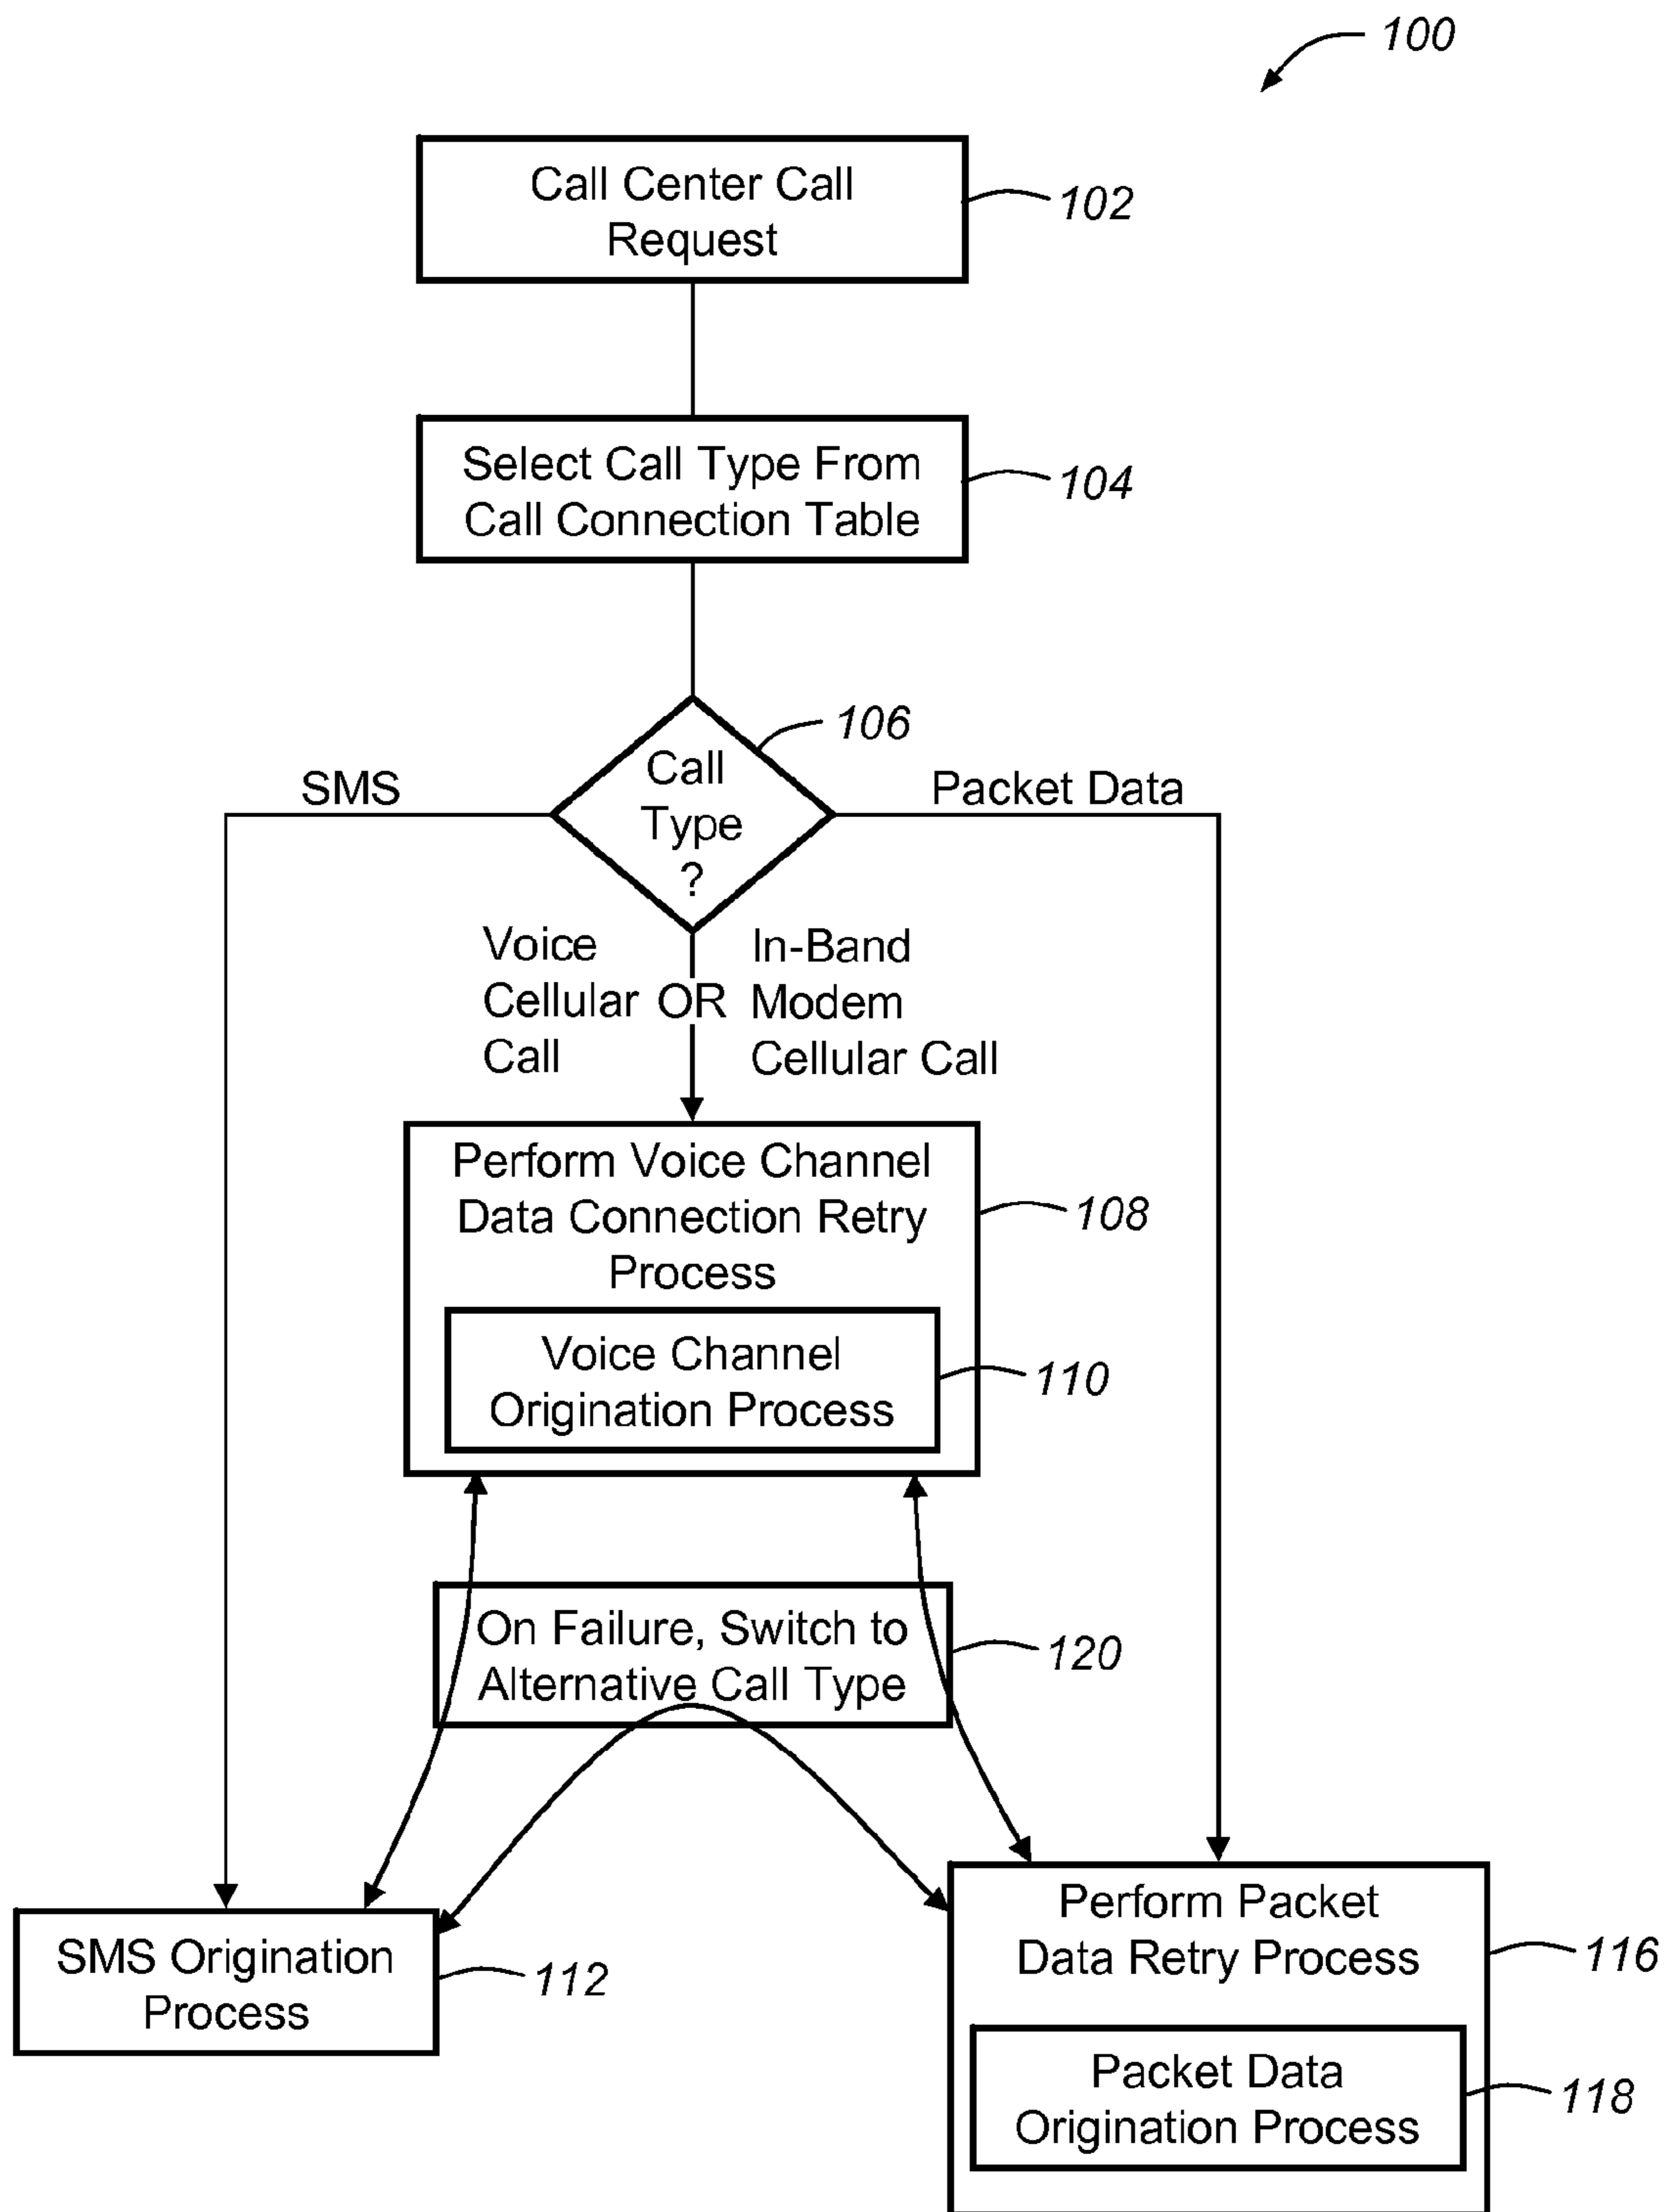 100
Call Center Call
Request
102
Select Call Type From
Call Connection Table
104
106
Call
Type
?
SMS
Packet Data
Voice
Cellular
Call
OR
In-Band
Modem
Cellular Call
Perform Voice Channel
Data Connection Retry
Process
108
Voice Channel
Origination Process
110
On Failure, Switch to
Alternative Call Type
120
SMS Origination
Process
112
Perform Packet
Data Retry Process
116
Packet Data
Origination Process
118